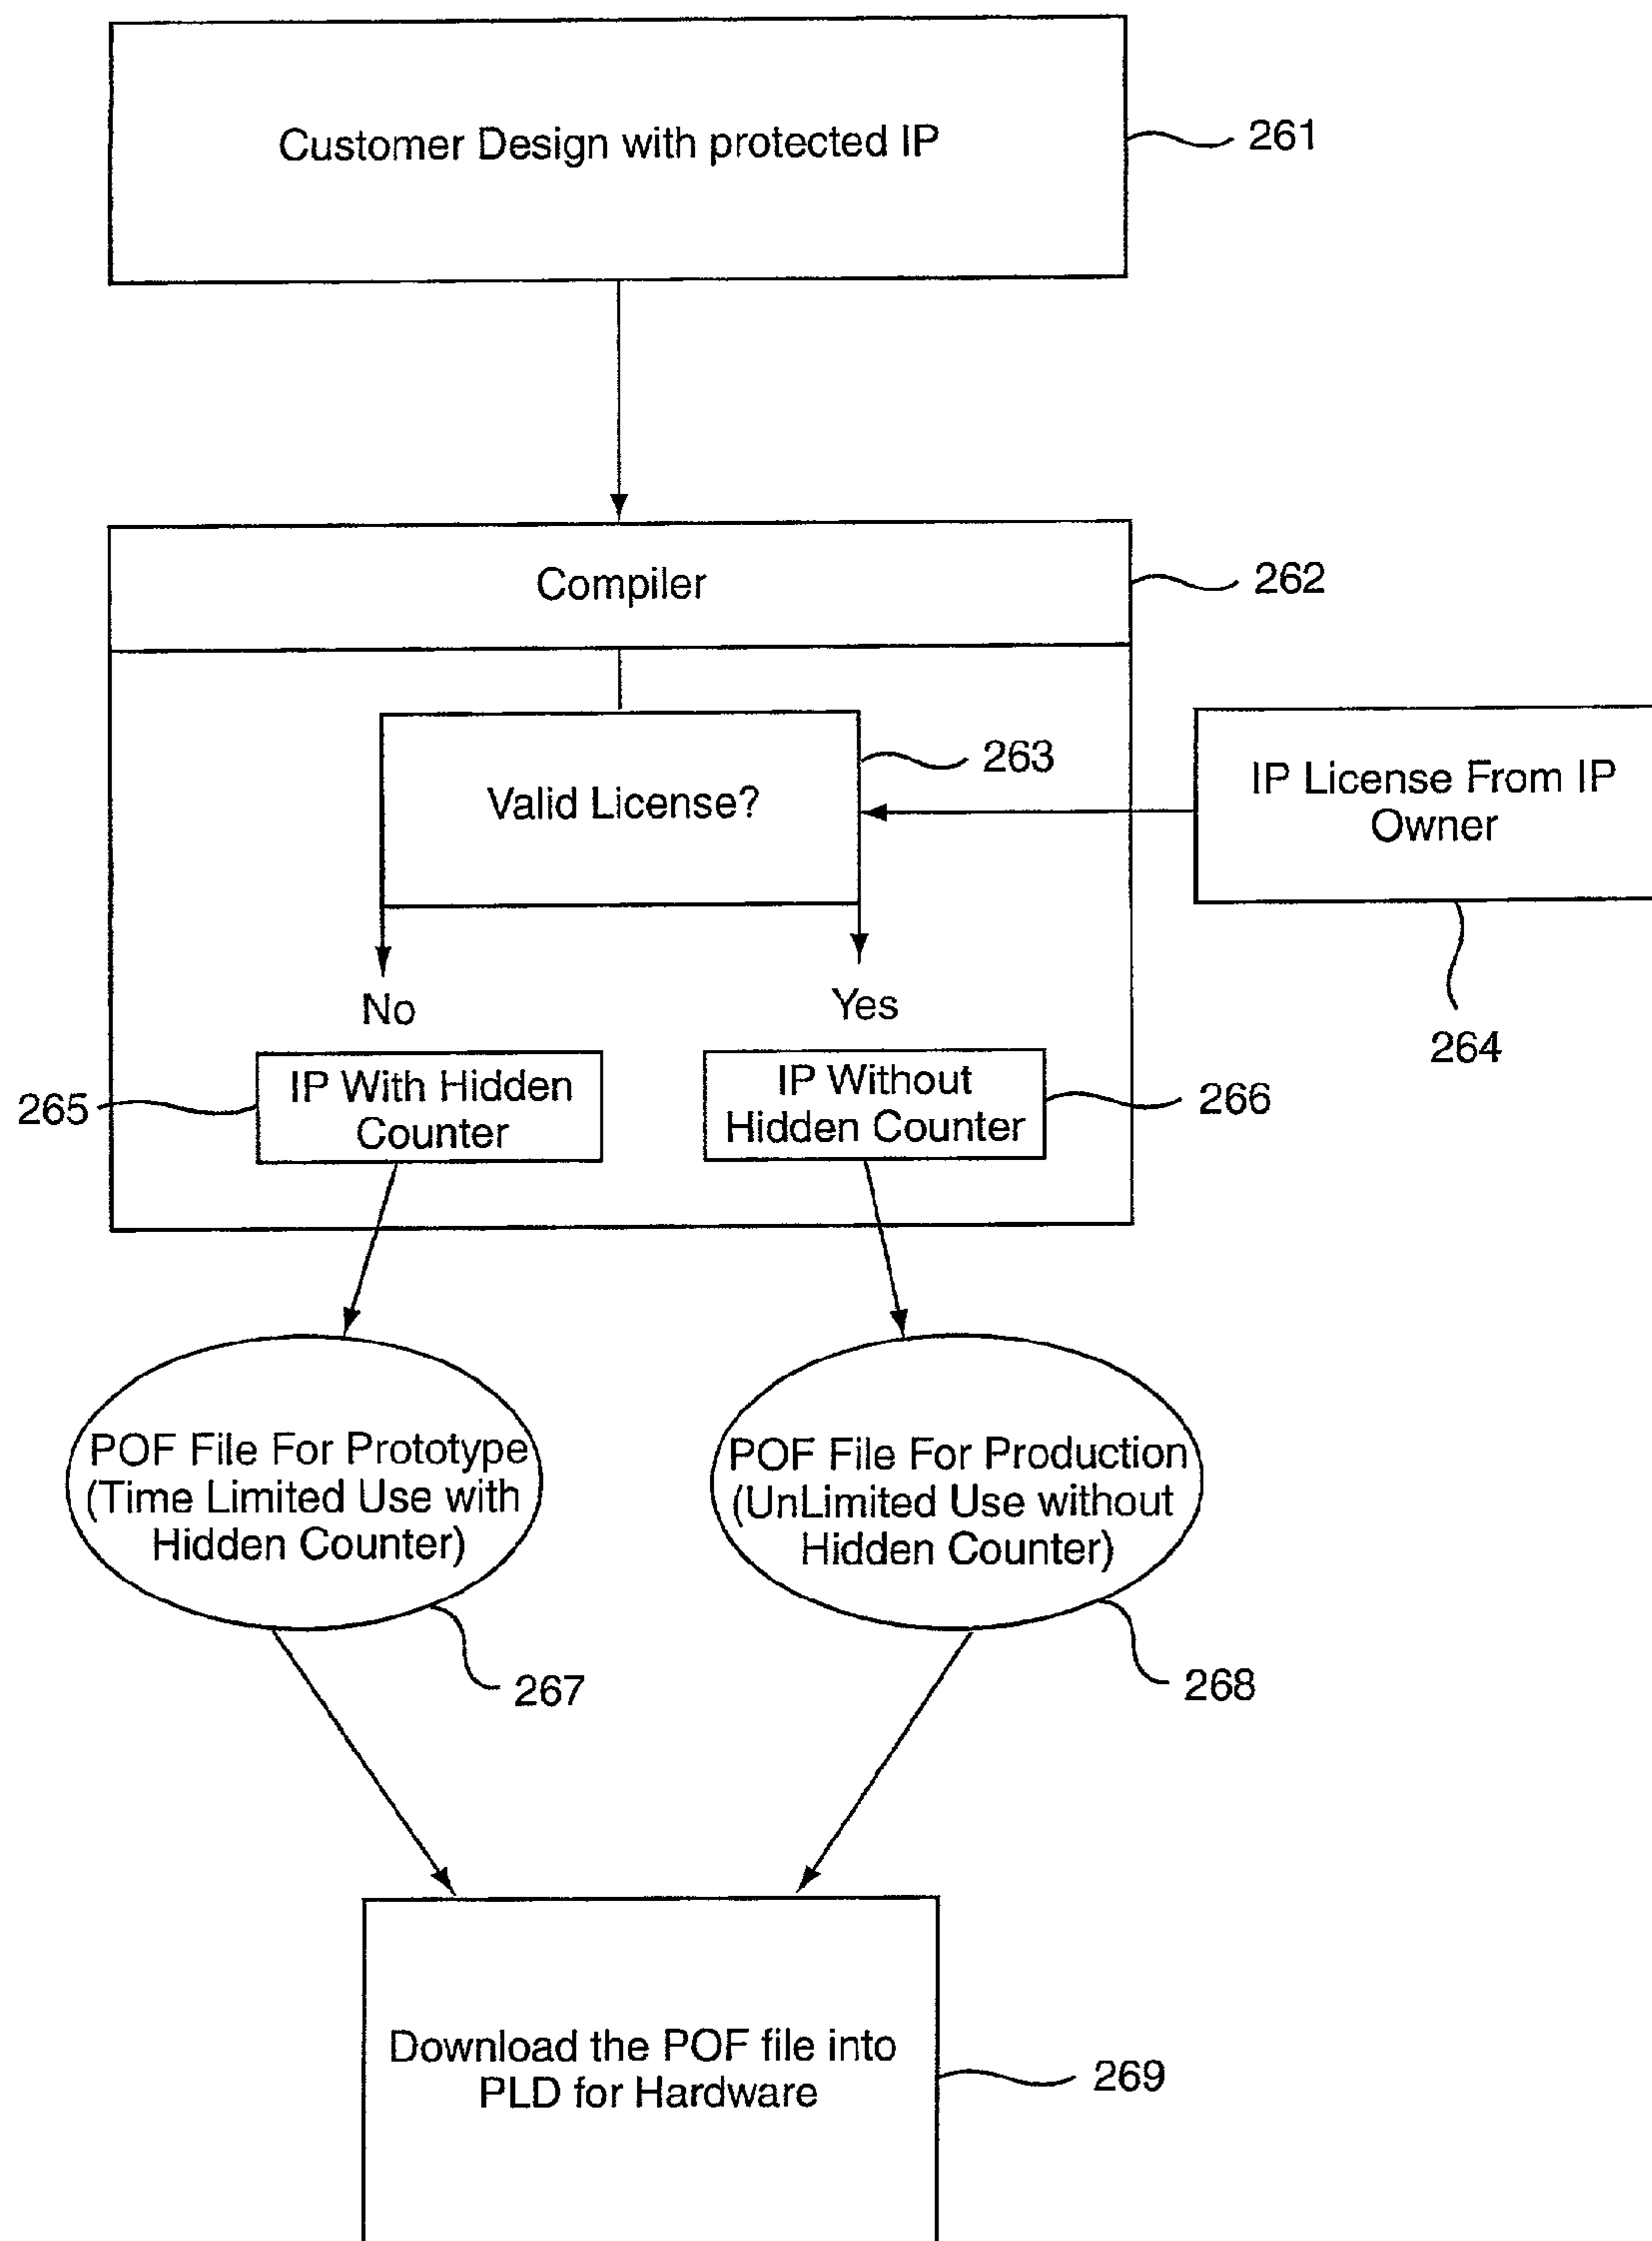 Customer Design with protected IP
261
Compiler
262
Valid License?
263
IP License From IP
Owner
264
No
Yes
265
IP With Hidden
Counter
IP Without
Hidden Counter
266
POF File For Prototype
(Time Limited Use with
Hidden Counter)
267
POF File For Production
(UnLimited Use without
Hidden Counter)
268
Download the POF file into
PLD for Hardware
269